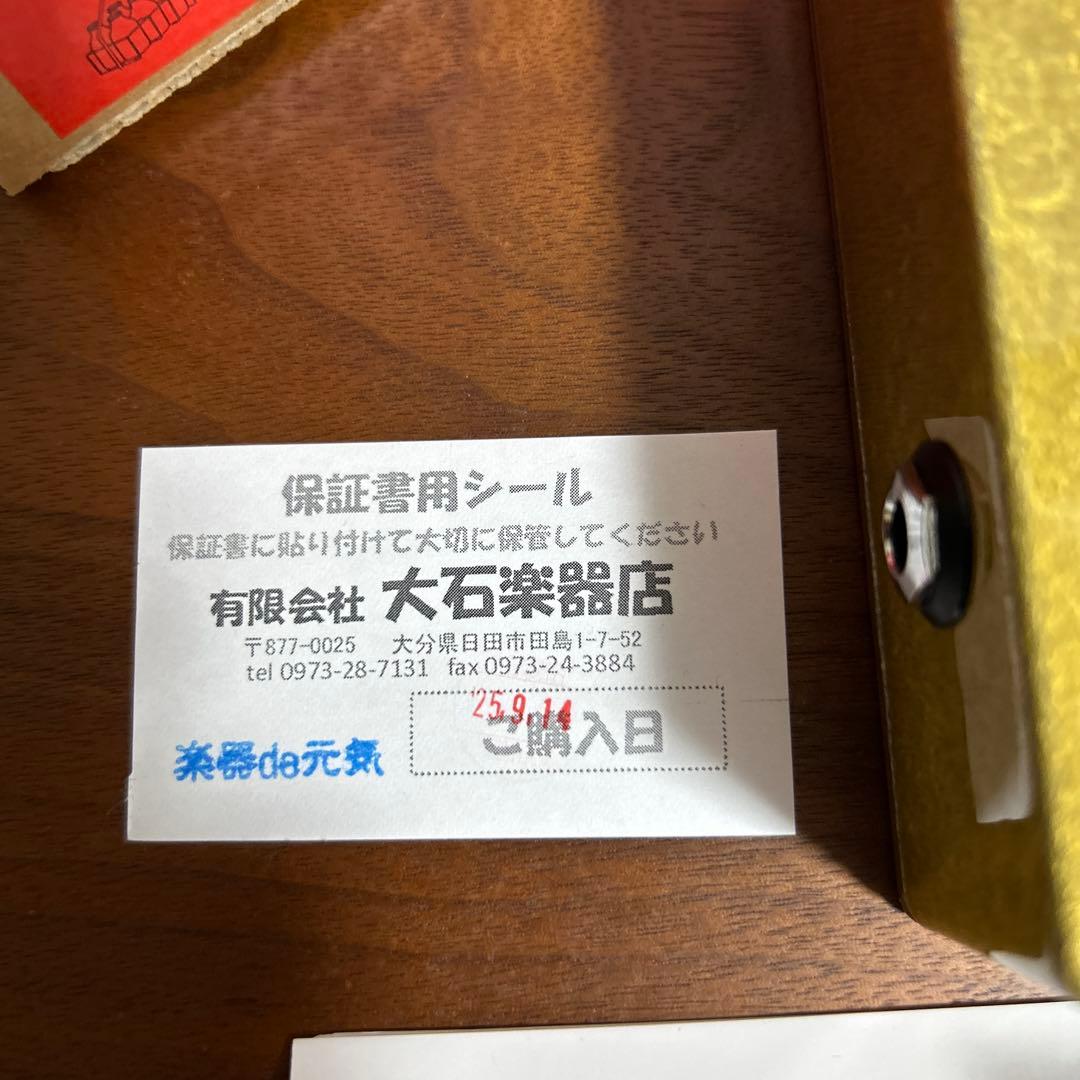 保証書用シール
保証書に貼り付けて大切に保管してください
有限会社 大石楽器店
〒877-0025 大分県日田市田島1-7-52
tel 0973-28-7131 fax 0973-24-3884
'25.9.14
ご購入日
楽器de元気